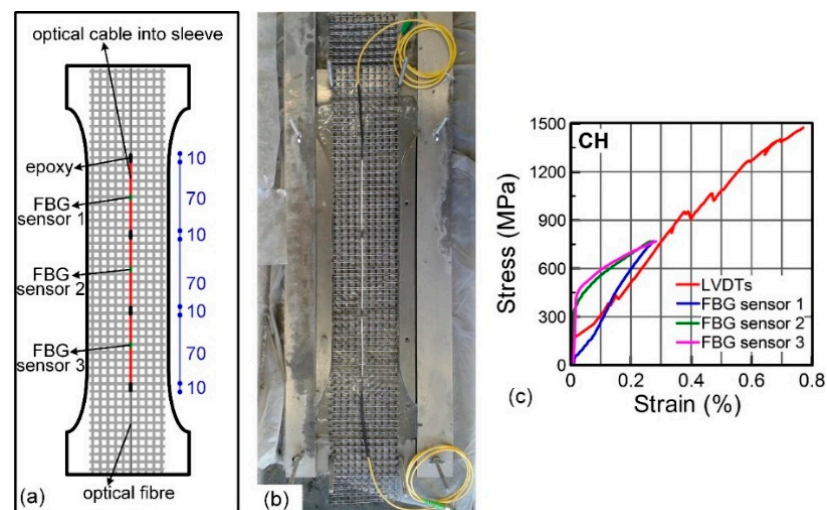 optical cable into sleeve
epoxy
FBG
sensor 1
FBG
sensor 2
FBG
sensor 3
10
70
10
70
10
70
10
optical fibre
(a)
(b)
CH
Stress (MPa)
1500
1200
900
600
300
0
LVDTs
FBG sensor 1
FBG sensor 2
FBG sensor 3
0 0.2 0.4 0.6 0.8
Strain (%)
(c)